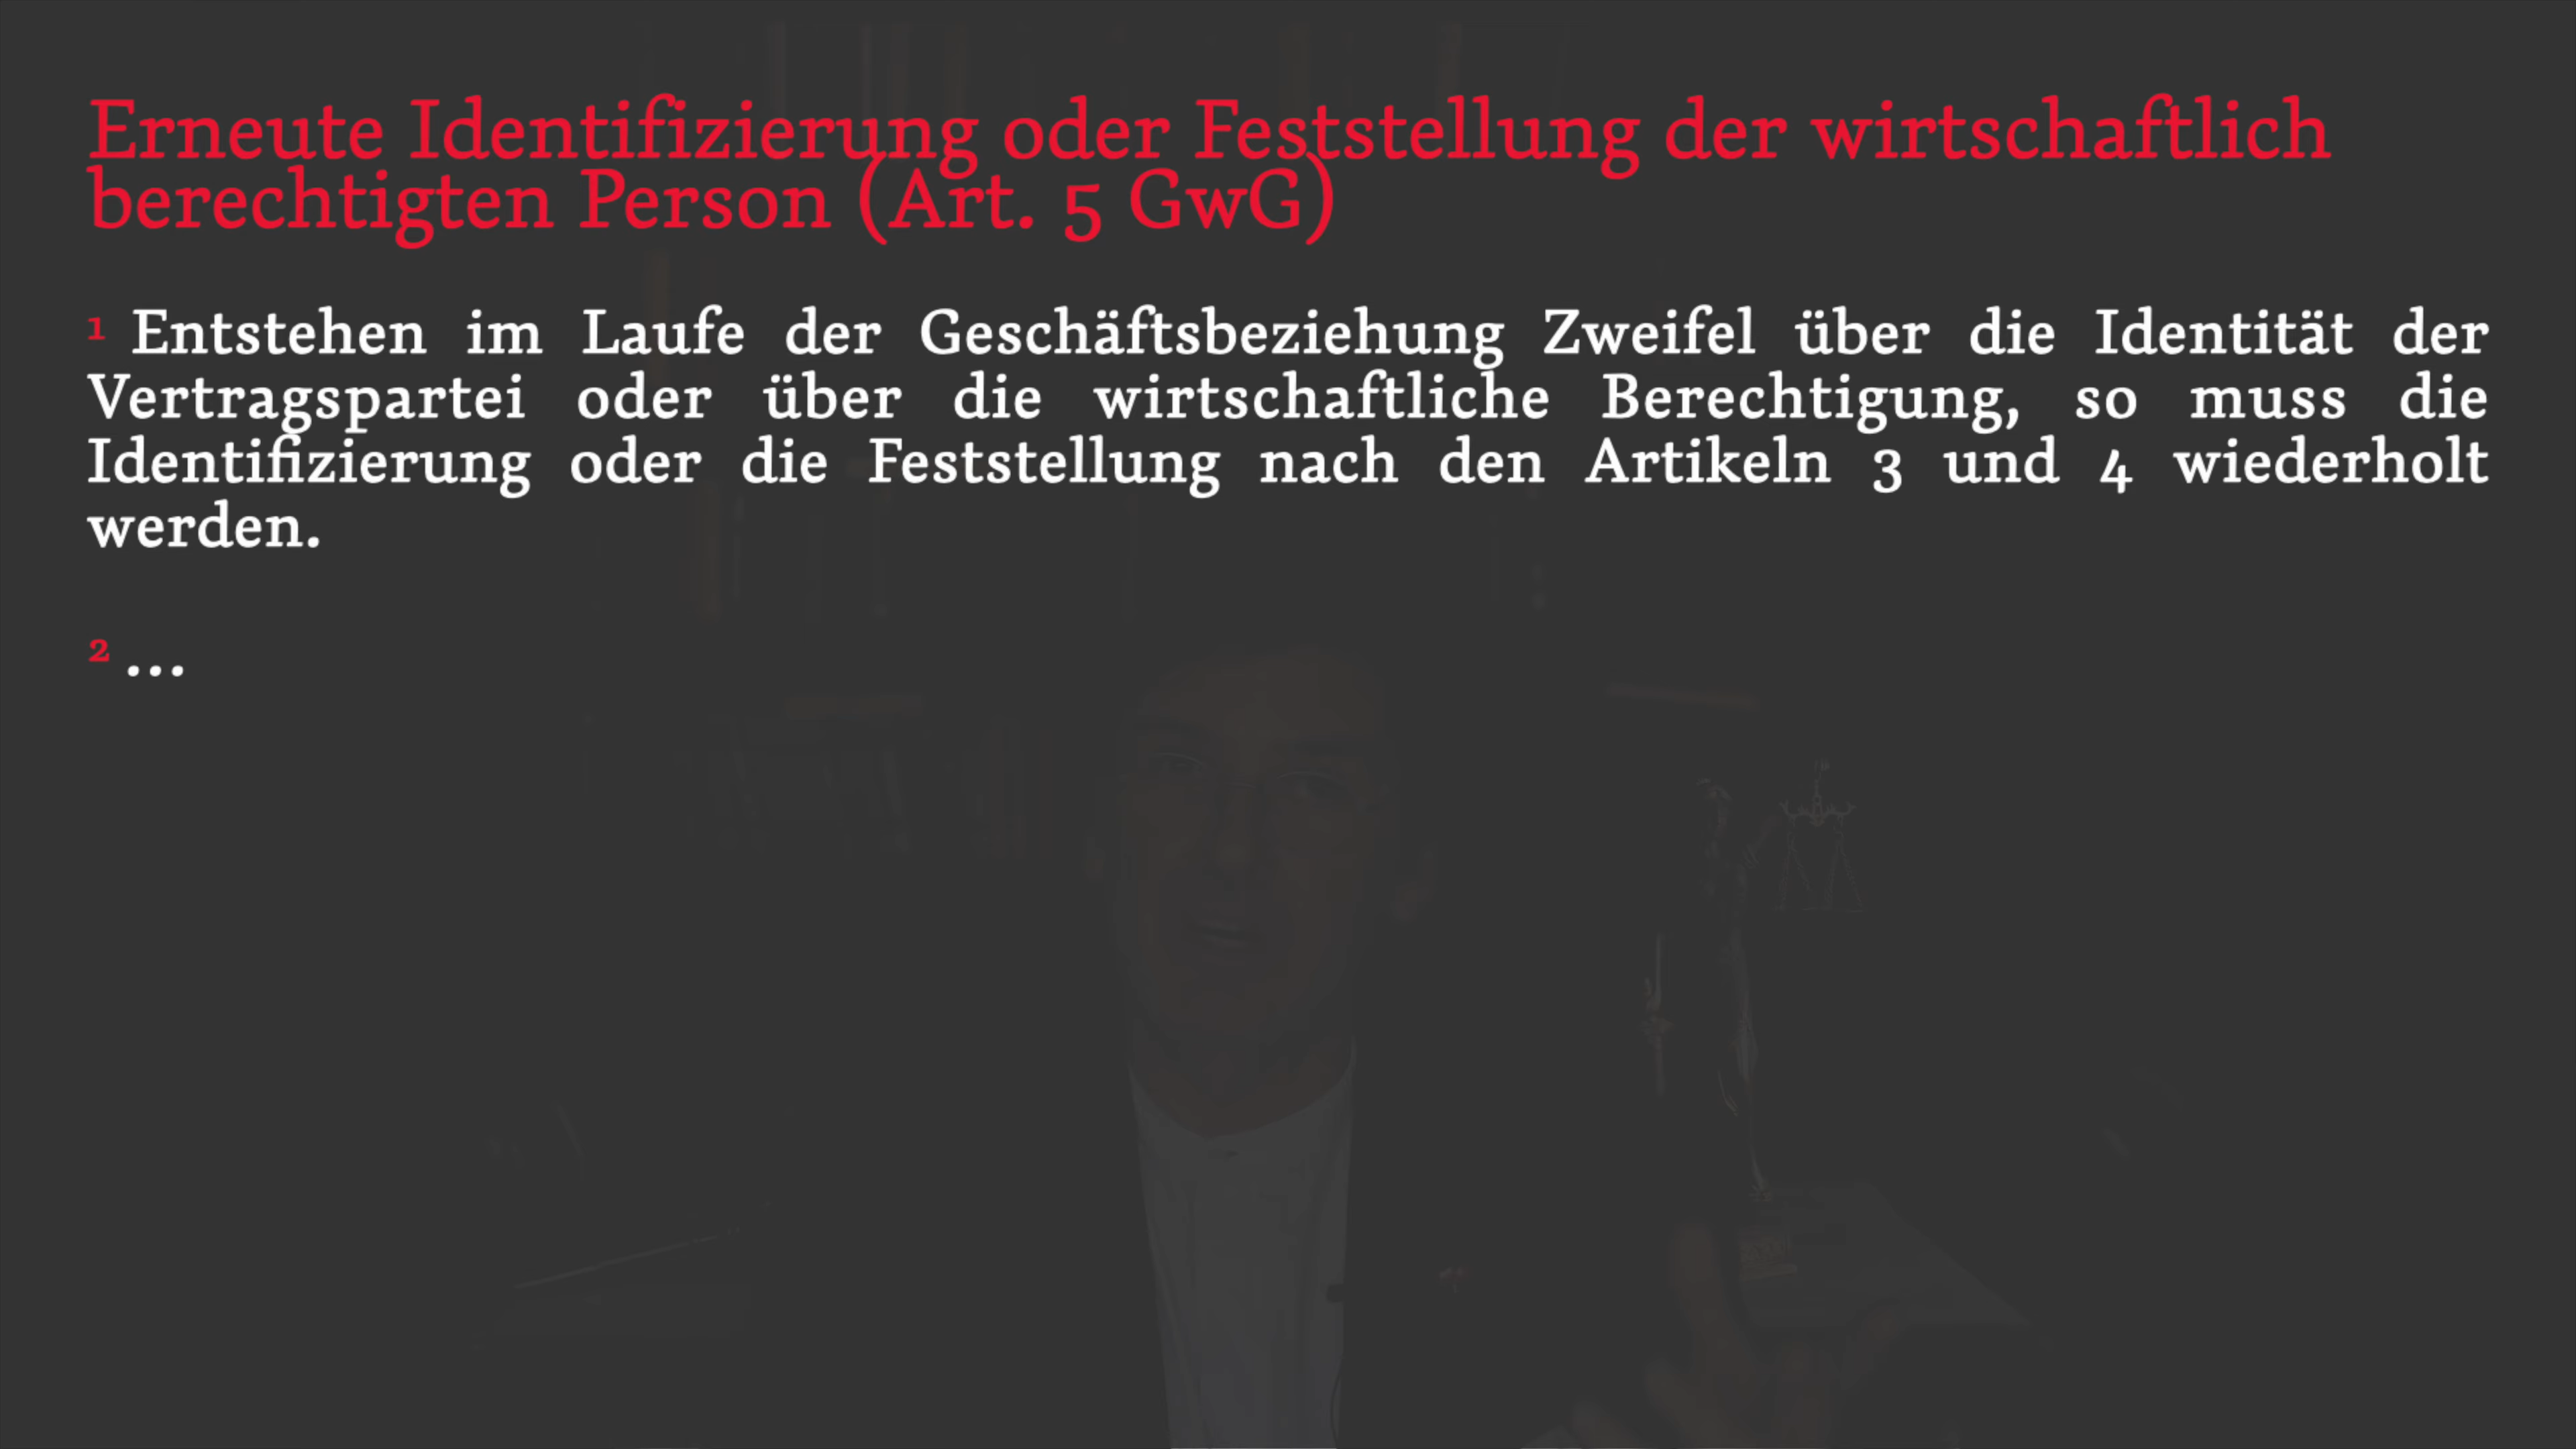 Erneute Identifizierung oder Feststellung der wirtschaftlich
berechtigten Person (Art. 5 GwG)
1 Entstehen im Laufe der Geschäftsbeziehung Zweifel über die Identität der
Vertragspartei oder über die wirtschaftliche Berechtigung, so muss die
Identifizierung oder die Feststellung nach den Artikeln 3 und 4 wiederholt
werden.
2 ...